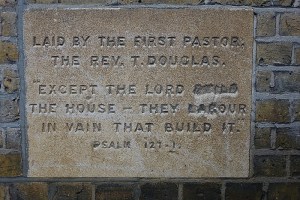 LAID BY THE FIRST PASTOR.
THE REV. T. DOUGLAS.
"EXCEPT THE LORD BUILD
THE HOUSE – THEY LABOUR
IN VAIN THAT BUILD IT."
PSALM 127-1.